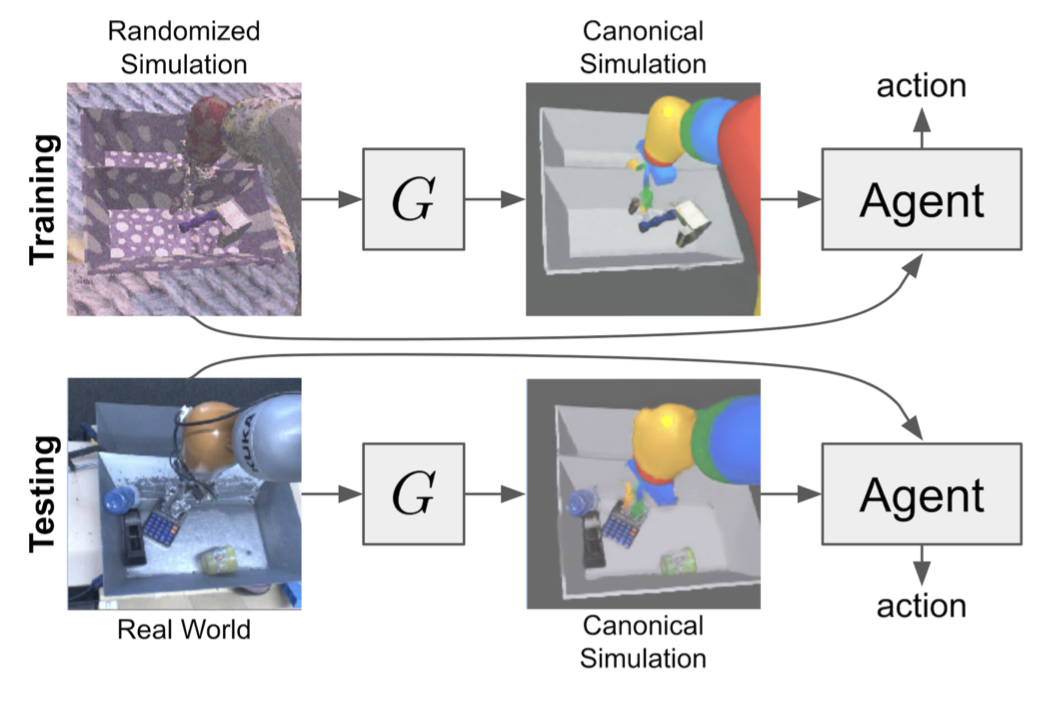 Randomized
Simulation
Canonical
Simulation
action
Training
G
Agent
Testing
KUKA
G
Agent
Real World
Canonical
Simulation
action